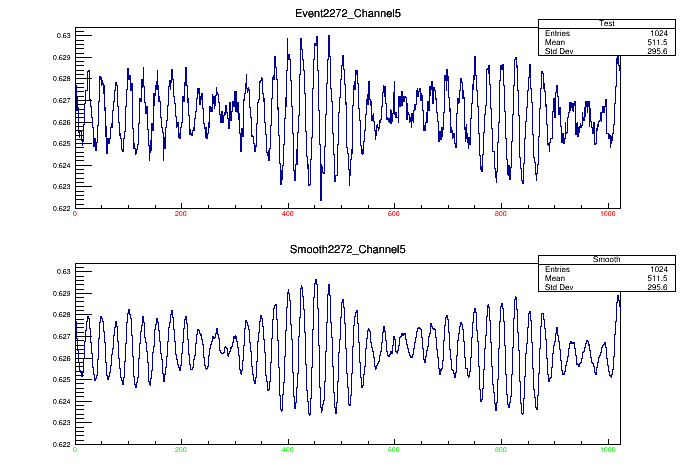 Event2272_Channel5
Test
Entries 1024
Mean 511.5
Std Dev 295.6
0.63
0.629
0.628
0.627
0.626
0.625
0.624
0.623
0.622
0 200 400 600 800 1000
Smooth2272_Channel5
Smooth
Entries 1024
Mean 511.5
Std Dev 295.6
0.63
0.629
0.628
0.627
0.626
0.625
0.624
0.623
0.622
0 200 400 600 800 1000